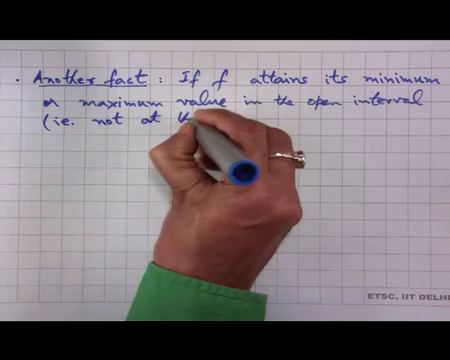 . Another fact : If f attains its minimum
or maximum value in the open interval
(i.e. not at
ETSC, IIT DELHI